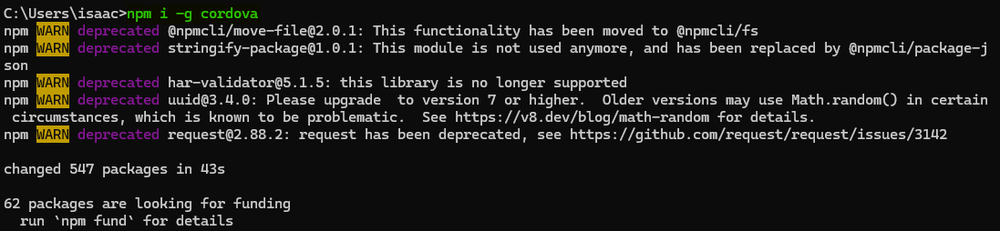 C:\Users\isaac>npm i -g cordova
npm WARN deprecated @npmcli/move-file@2.0.1: This functionality has been moved to @npmcli/fs
npm WARN deprecated stringify-package@1.0.1: This module is not used anymore, and has been replaced by @npmcli/package-j
son
npm WARN deprecated har-validator@5.1.5: this library is no longer supported
npm WARN deprecated uuid@3.4.0: Please upgrade  to version 7 or higher.  Older versions may use Math.random() in certain
 circumstances, which is known to be problematic.  See https://v8.dev/blog/math-random for details.
npm WARN deprecated request@2.88.2: request has been deprecated, see https://github.com/request/request/issues/3142
changed 547 packages in 43s
62 packages are looking for funding
  run `npm fund` for details